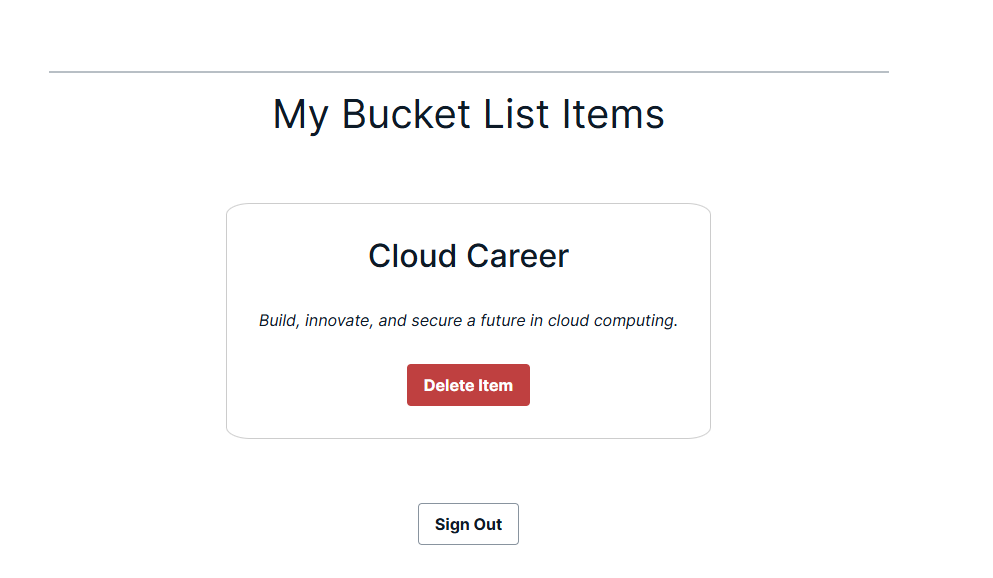 My Bucket List Items
Cloud Career
Build, innovate, and secure a future in cloud computing.
Delete Item
Sign Out